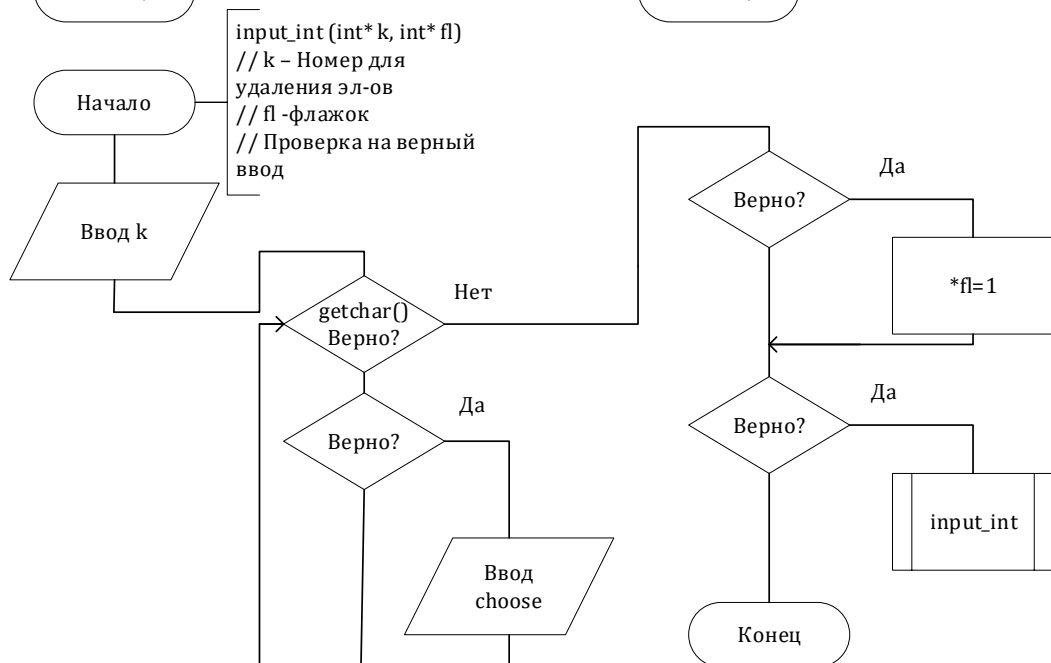 input_int (int* k, int* fl)
// k – Номер для
удаления эл-ов
// fl -флажок
// Проверка на верный
ввод
Начало
Ввод k
getchar()
Верно?
Нет
Верно?
Да
Ввод
choose
Верно?
Да
*fl=1
Верно?
Да
input_int
Конец